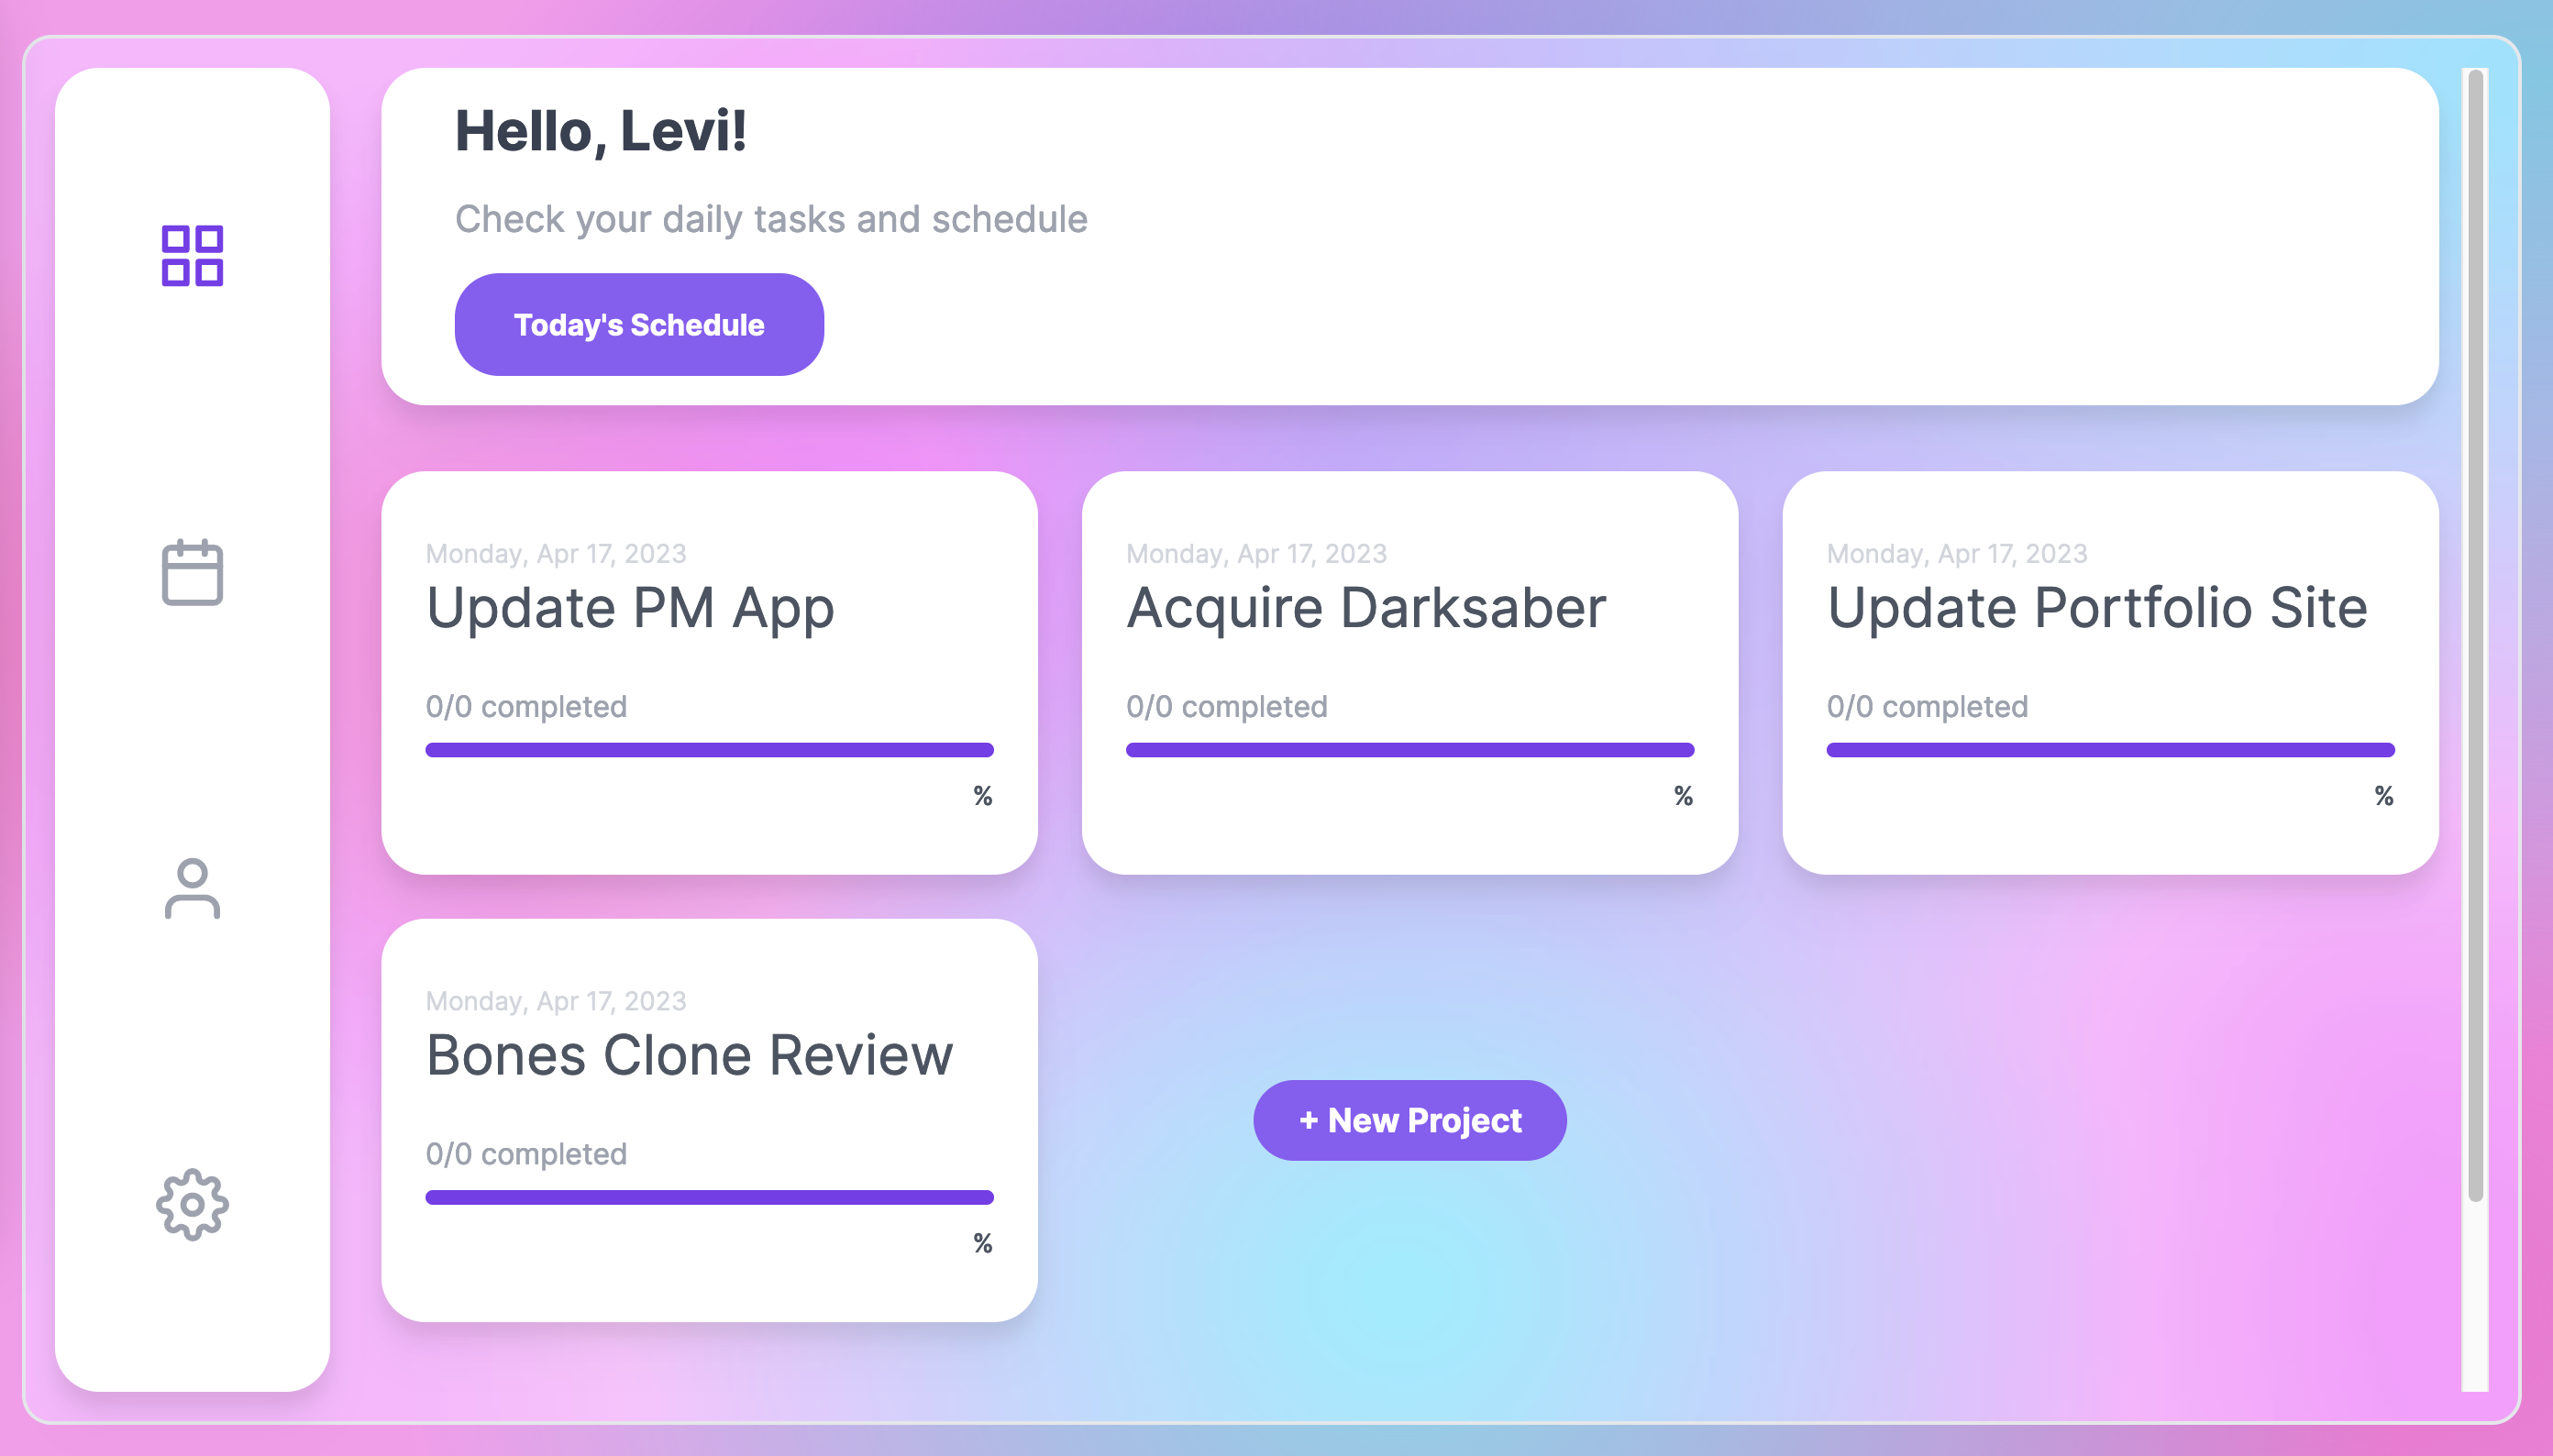 Hello, Levi!
Check your daily tasks and schedule
Today's Schedule
Monday, Apr 17, 2023
Update PM App
0/0 completed
%
Monday, Apr 17, 2023
Acquire Darksaber
0/0 completed
%
Monday, Apr 17, 2023
Update Portfolio Site
0/0 completed
%
Monday, Apr 17, 2023
Bones Clone Review
0/0 completed
%
+ New Project